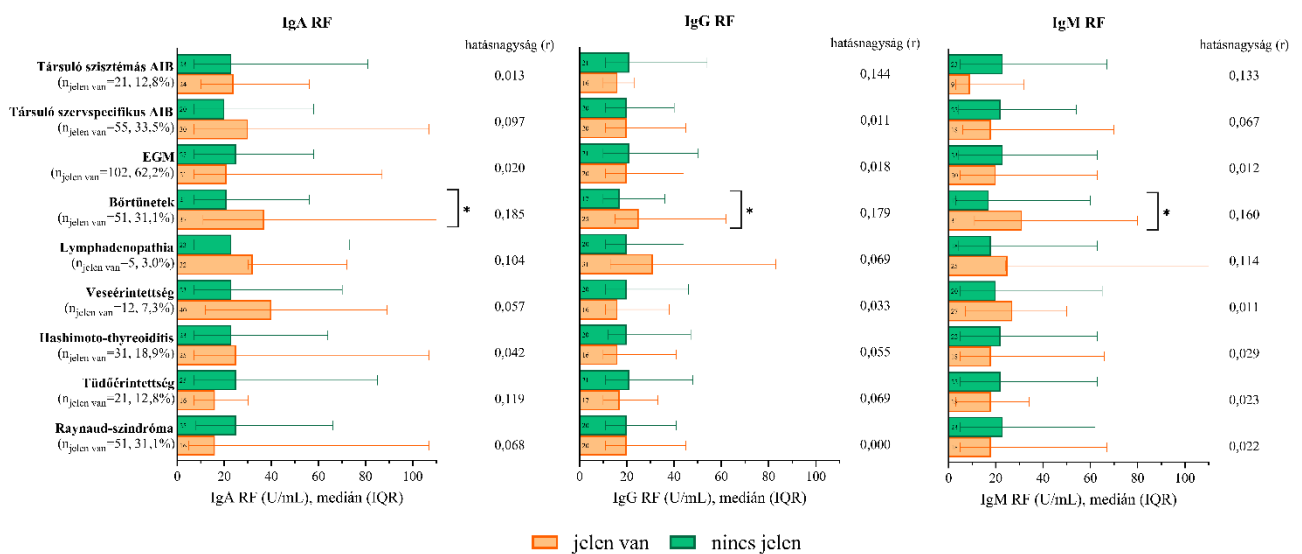 IgA RF
IgG RF
IgM RF
hatásnagyság (r)
hatásnagyság (r)
hatásnagyság (r)
Társuló szisztémás AIB
(njelen van=21, 12,8%)
0,013
0,144
0,133
Társuló szervspecifikus AIB
(njelen van=55, 33.5%)
0,097
0,011
0,067
EGM
(njelen van=102, 62,2%)
0,020
0,018
0,012
Bőrtünetek
(njelen van=51, 31,1%)
*
0,185
*
0,179
*
0,160
Lymphadenopathia
(njelen van=5, 3.0%)
0,104
0,069
0,114
Veseérintettség
(njelen van=12, 7,3%)
0,057
0,033
0,011
Hashimoto-thyreoiditis
(njelen van=31, 18,9%)
0,042
0,055
0,029
Tüdőérintettség
(njelen van=21, 12,8%)
0,119
0,069
0,023
Raynaud-szindróma
(njelen van=51, 31,1%)
0,068
0,000
0,022
0 20 40 60 80 100
0 20 40 60 80 100
0 20 40 60 80 100
IgA RF (U/mL), medián (IQR)
IgG RF (U/mL), medián (IQR)
IgM RF (U/mL), medián (IQR)
jelen van
nincs jelen